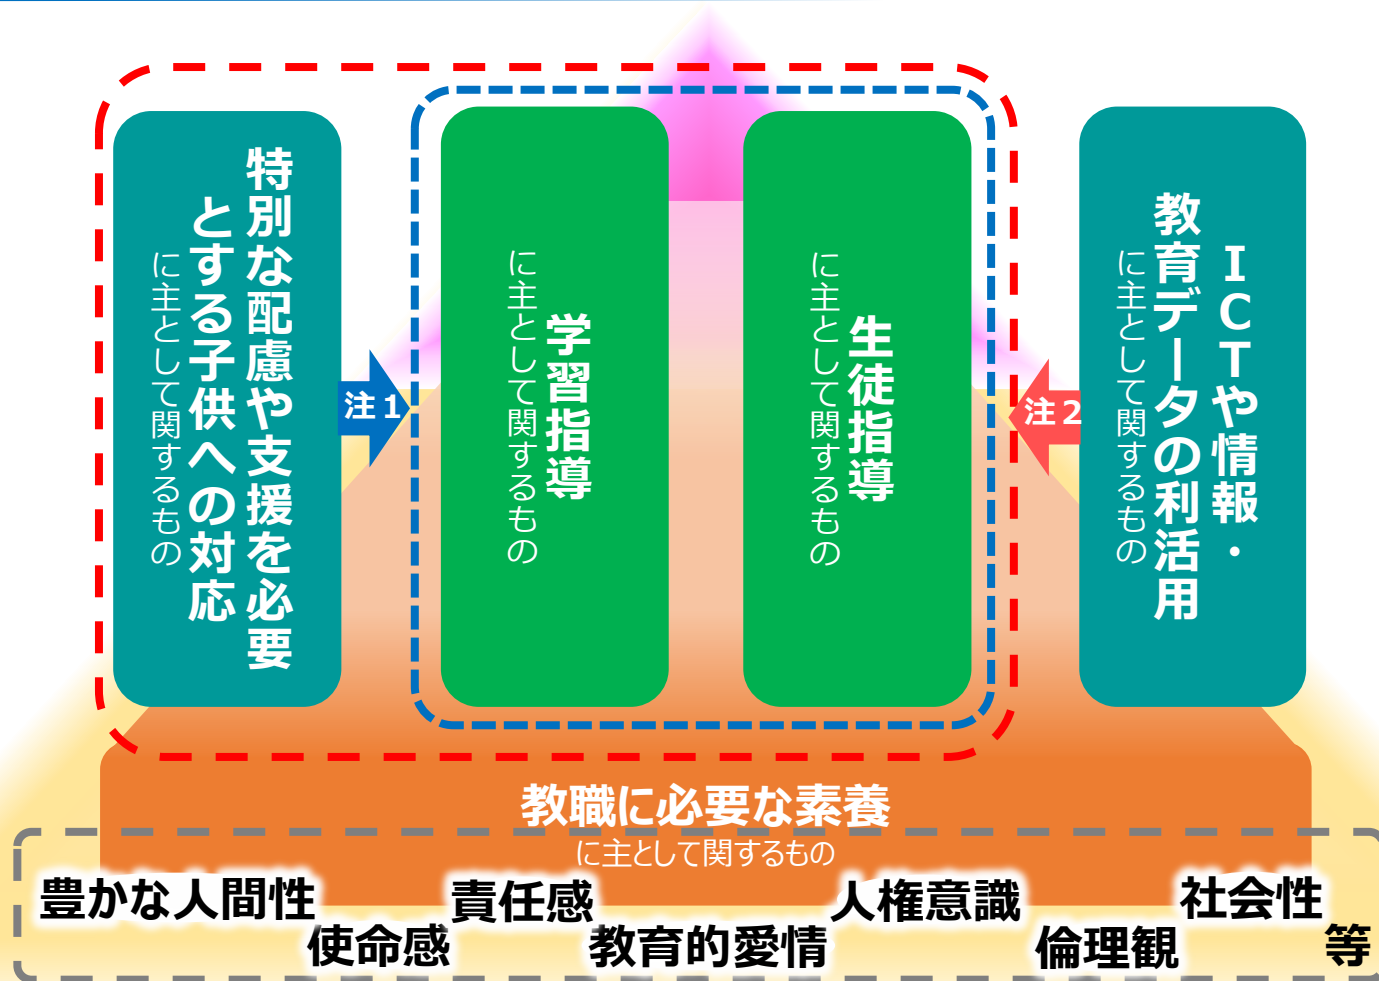 特別な配慮や支援を必要
とする子供への対応
に主として関するもの
注１
学習指導
に主として関するもの
生徒指導
に主として関するもの
注２
ＩＣＴや情報・
教育データの利活用
に主として関するもの
教職に必要な素養
に主として関するもの
豊かな人間性
使命感
責任感
教育的愛情
人権意識
倫理観
社会性
等